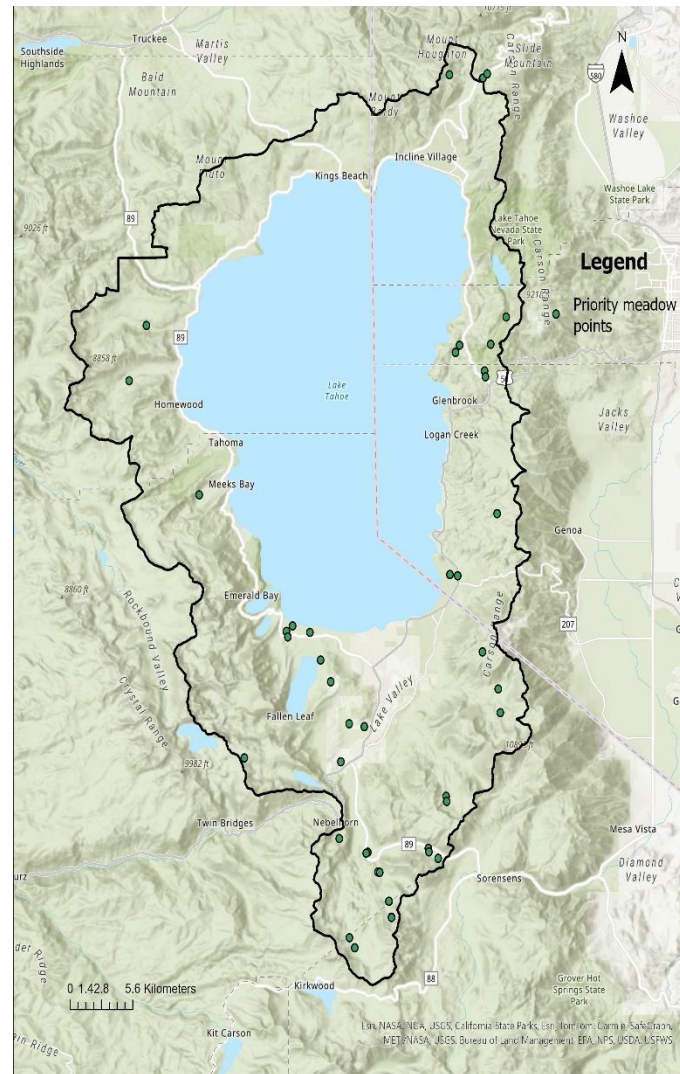 10775 ft
Truckee
Martis
Valley
Southside
Highlands
Bald
Mountain
Mount
Houghton
Slide
Mountain
Carson Range
N
580
Washoe
Valley
Washoe Lake
State Park
Mount
Incline Village
Kings Beach
Mount
89
9026 ft
Lake Tahoe
Nevada State
Park
Carson Range
Legend
Priority meadow
points
89
8858 ft
Lake
Tahoe
50
Homewood
Glenbrook
Logan Creek
Jacks
Valley
Tahoma
Meeks Bay
Genoa
8860 ft
Emerald Bay
Rockbound Valley
Crystal Range
Carson Range
207
Lake Valley
Fallen Leaf
9982 ft
Twin Bridges
Nebelhorn
89
Mesa Vista
Sorensens
Diamond
Valley
88
Kirkwood
Grover Hot
Springs State
Park
0 1.42.8 5.6 Kilometers
Kit Carson
Esri, NASA, NGA, USGS, California State Parks, Esri, TomTom, Garmin, SafeGraph,
METI/NASA, USGS, Bureau of Land Management, EPA, NPS, USDA, USFWS